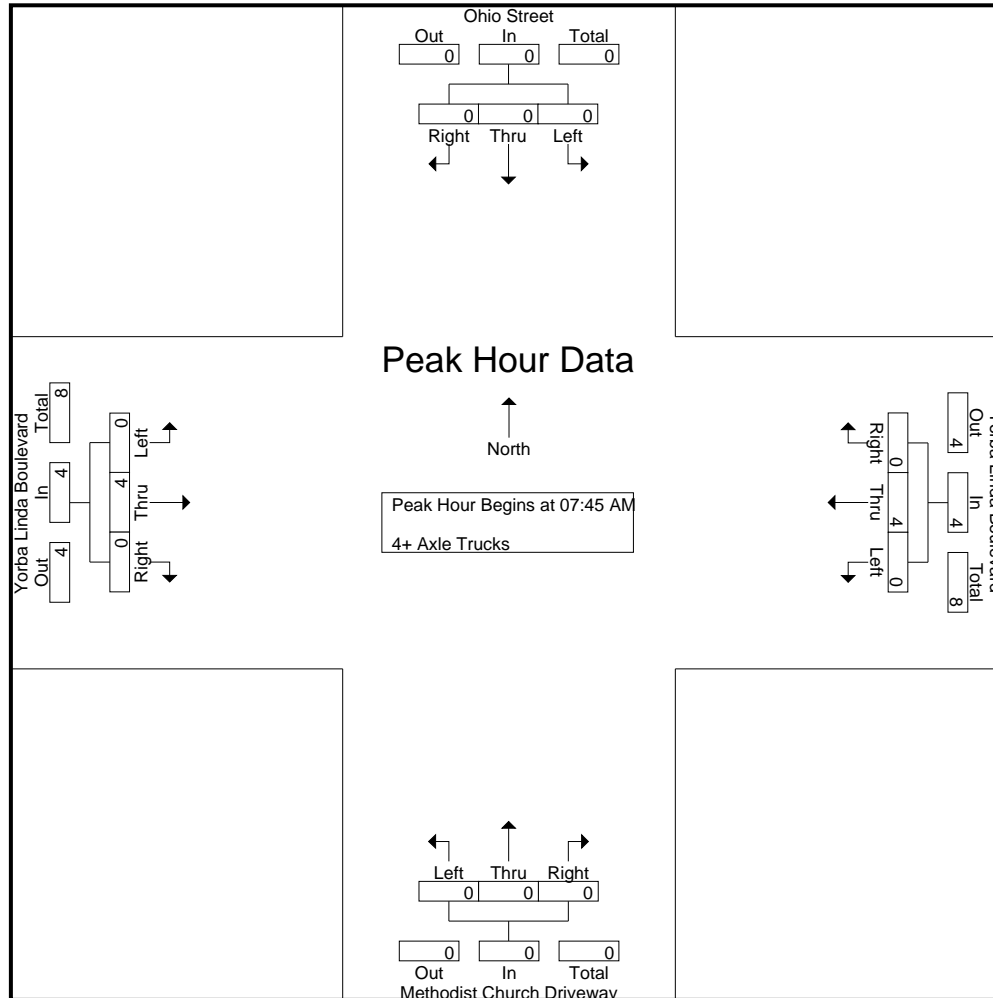 Ohio Street
Out In Total
0 0 0
0 0 0
Right Thru Left
Peak Hour Data
North
Peak Hour Begins at 07:45 AM
4+ Axle Trucks
Yorba Linda Boulevard
Out In Total
4 4 8
Left Thru Right
0 4 0
Out In Total
4 4 8
Right Thru Left
0 4 0
Left Thru Right
0 0 0
0 0 0
Out In Total
Methodist Church Driveway